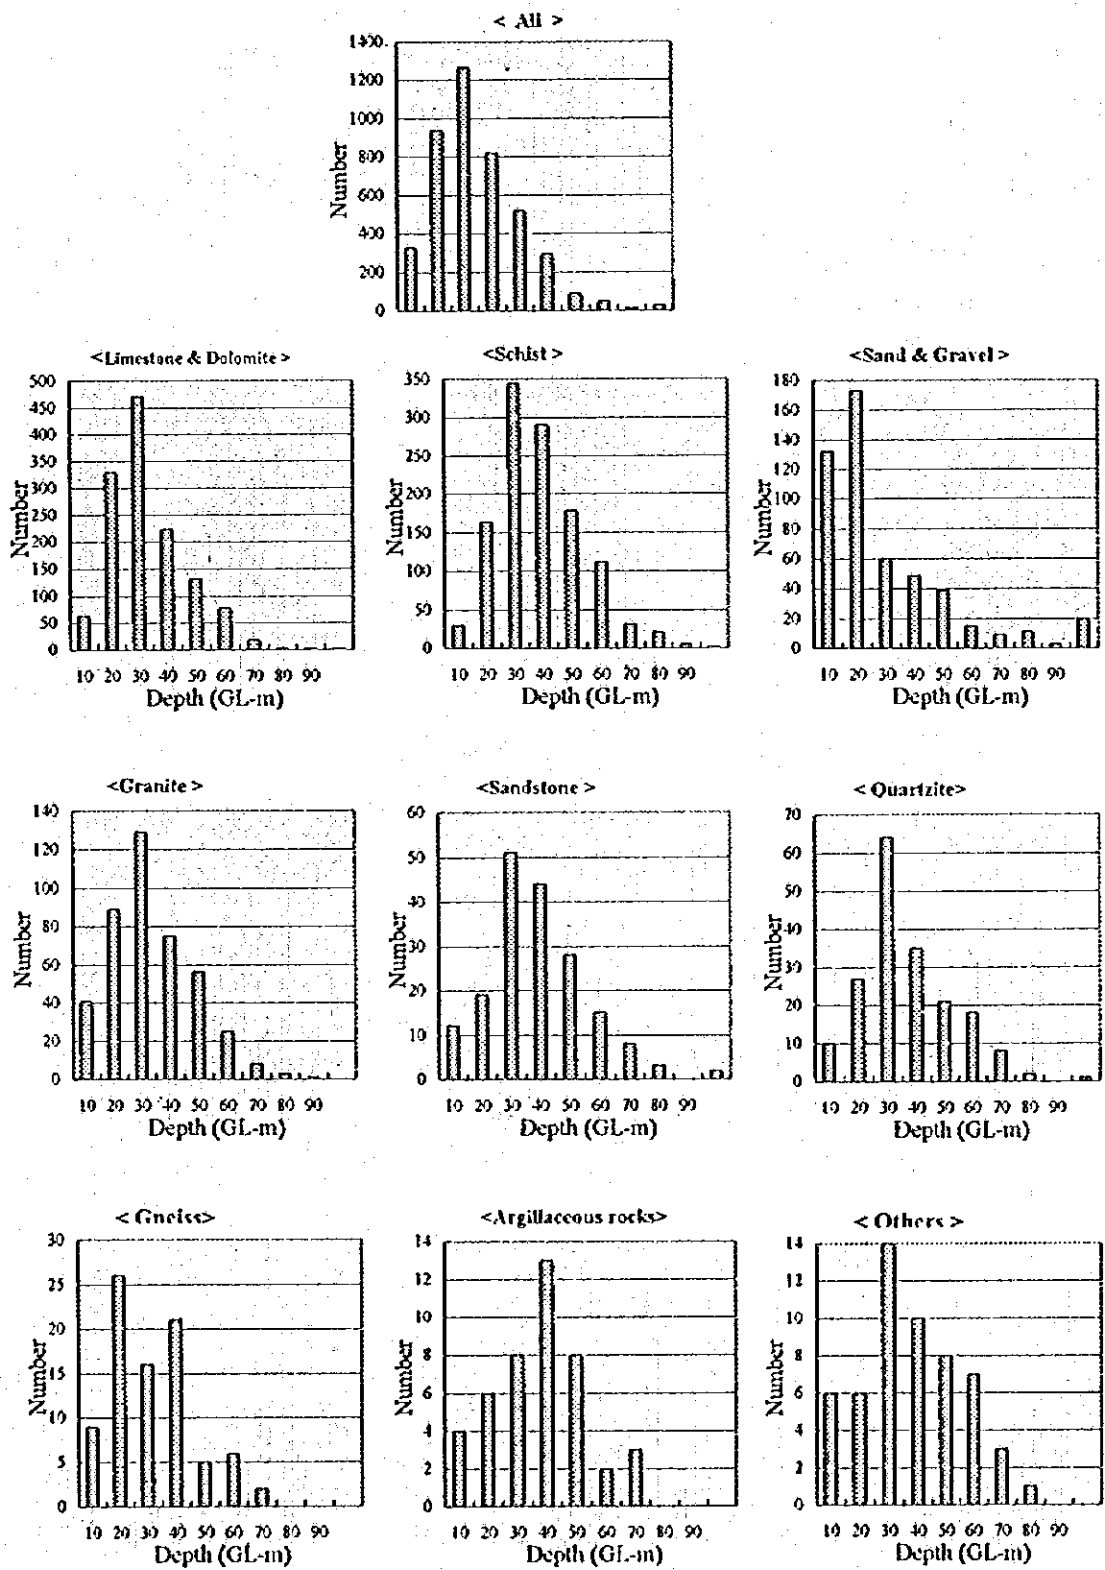 < All >
1400
1200
1000
800
600
400
200
0
Number
<Limestone & Dolomite >
500
450
400
350
300
250
200
150
100
50
0
Number
10 20 30 40 50 60 70 80 90
Depth (GL-m)
<Schist >
350
300
250
200
150
100
50
0
Number
10 20 30 40 50 60 70 80 90
Depth (GL-m)
<Sand & Gravel >
180
160
140
120
100
80
60
40
20
0
Number
10 20 30 40 50 60 70 80 90
Depth (GL-m)
<Granite >
140
120
100
80
60
40
20
0
Number
10 20 30 40 50 60 70 80 90
Depth (GL-m)
<Sandstone >
60
50
40
30
20
10
0
Number
10 20 30 40 50 60 70 80 90
Depth (GL-m)
< Quartzite>
70
60
50
40
30
20
10
0
Number
10 20 30 40 50 60 70 80 90
Depth (GL-m)
< Gneiss>
30
25
20
15
10
5
0
Number
10 20 30 40 50 60 70 80 90
Depth (GL-m)
<Argillaceous rocks>
14
12
10
8
6
4
2
0
Number
10 20 30 40 50 60 70 80 90
Depth (GL-m)
< Others >
14
12
10
8
6
4
2
0
Number
10 20 30 40 50 60 70 80 90
Depth (GL-m)